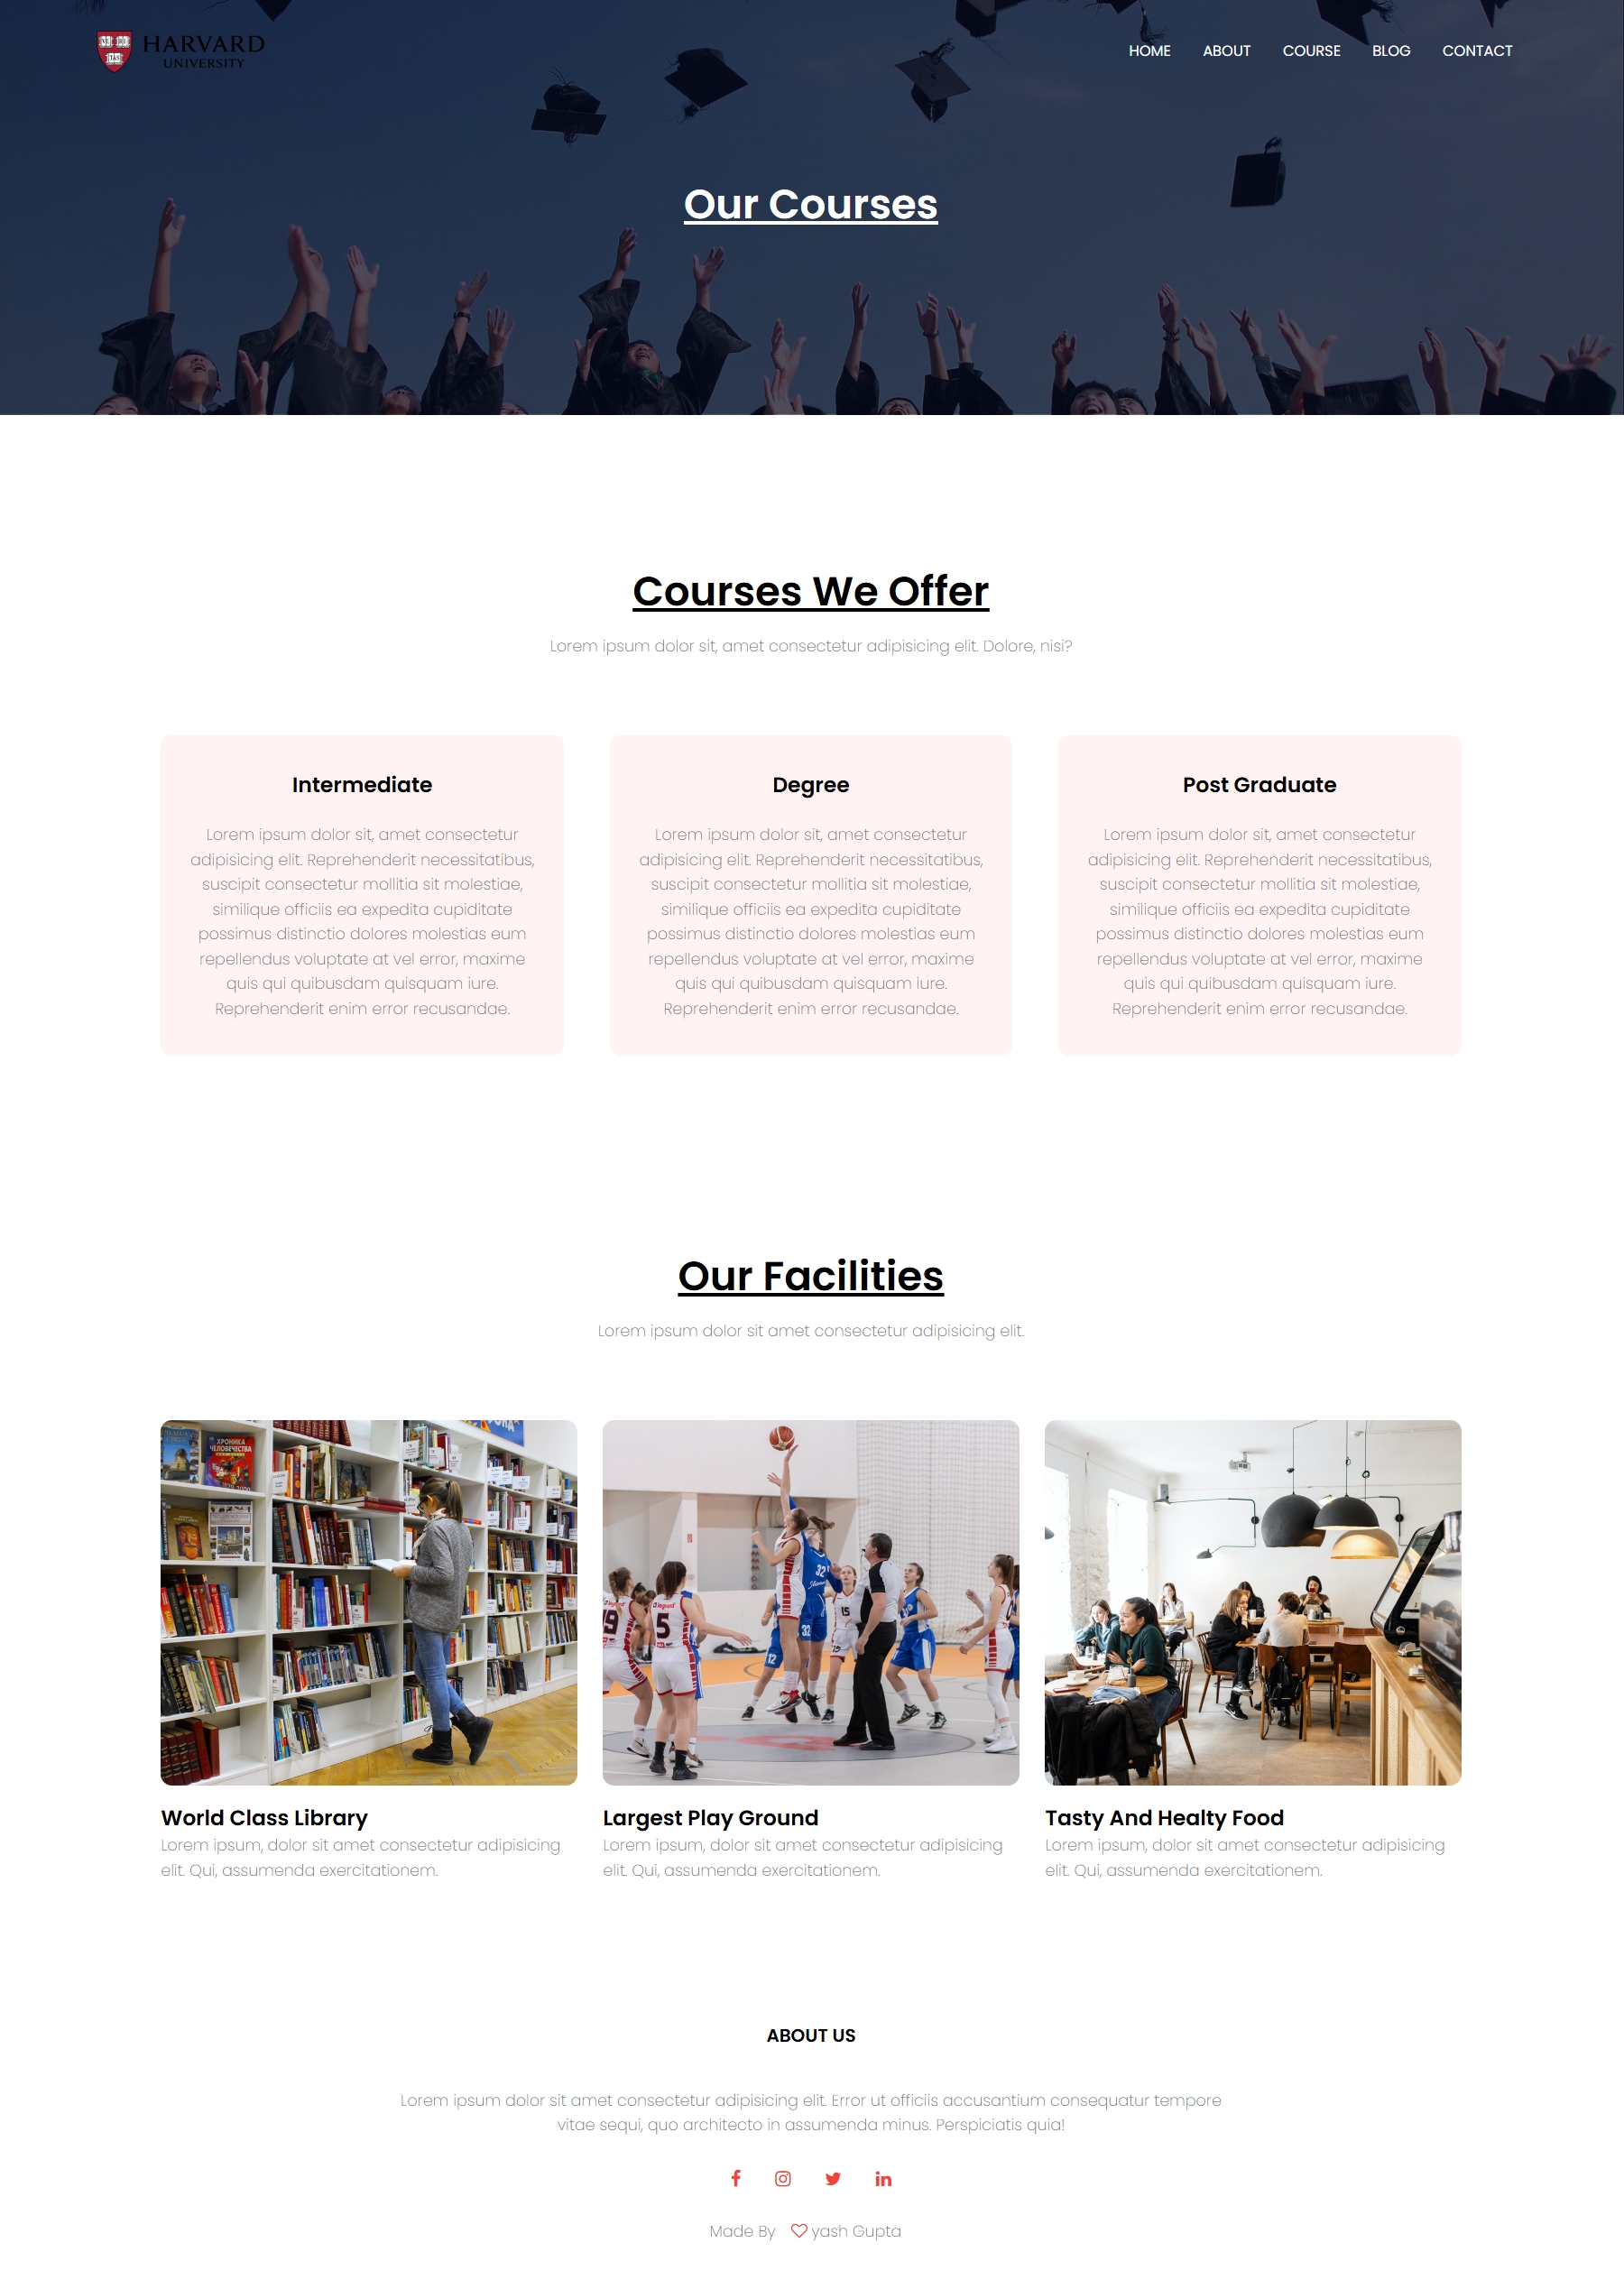 HARVARD
UNIVERSITY
HOME ABOUT COURSE BLOG CONTACT
Our Courses
Courses We Offer
Lorem ipsum dolor sit, amet consectetur adipisicing elit. Dolore, nisi?
Intermediate
Lorem ipsum dolor sit, amet consectetur
adipisicing elit. Reprehenderit necessitatibus,
suscipit consectetur mollitia sit molestiae,
similique officiis ea expedita cupiditate
possimus distinctio dolores molestias eum
repellendus voluptate at vel error, maxime
quis qui quibusdam quisquam iure.
Reprehenderit enim error recusandae.
Degree
Lorem ipsum dolor sit, amet consectetur
adipisicing elit. Reprehenderit necessitatibus,
suscipit consectetur mollitia sit molestiae,
similique officiis ea expedita cupiditate
possimus distinctio dolores molestias eum
repellendus voluptate at vel error, maxime
quis qui quibusdam quisquam iure.
Reprehenderit enim error recusandae.
Post Graduate
Lorem ipsum dolor sit, amet consectetur
adipisicing elit. Reprehenderit necessitatibus,
suscipit consectetur mollitia sit molestiae,
similique officiis ea expedita cupiditate
possimus distinctio dolores molestias eum
repellendus voluptate at vel error, maxime
quis qui quibusdam quisquam iure.
Reprehenderit enim error recusandae.
Our Facilities
Lorem ipsum dolor sit amet consectetur adipisicing elit.
ХРОНИКА
ЧЕЛОВЕЧЕСТВА
32
15
5
32
12
World Class Library
Lorem ipsum, dolor sit amet consectetur adipisicing
elit. Qui, assumenda exercitationem.
Largest Play Ground
Lorem ipsum, dolor sit amet consectetur adipisicing
elit. Qui, assumenda exercitationem.
Tasty And Healty Food
Lorem ipsum, dolor sit amet consectetur adipisicing
elit. Qui, assumenda exercitationem.
ABOUT US
Lorem ipsum dolor sit amet consectetur adipisicing elit. Error ut officiis accusantium consequatur tempore
vitae sequi, quo architecto in assumenda minus. Perspiciatis quia!
Made By yash Gupta